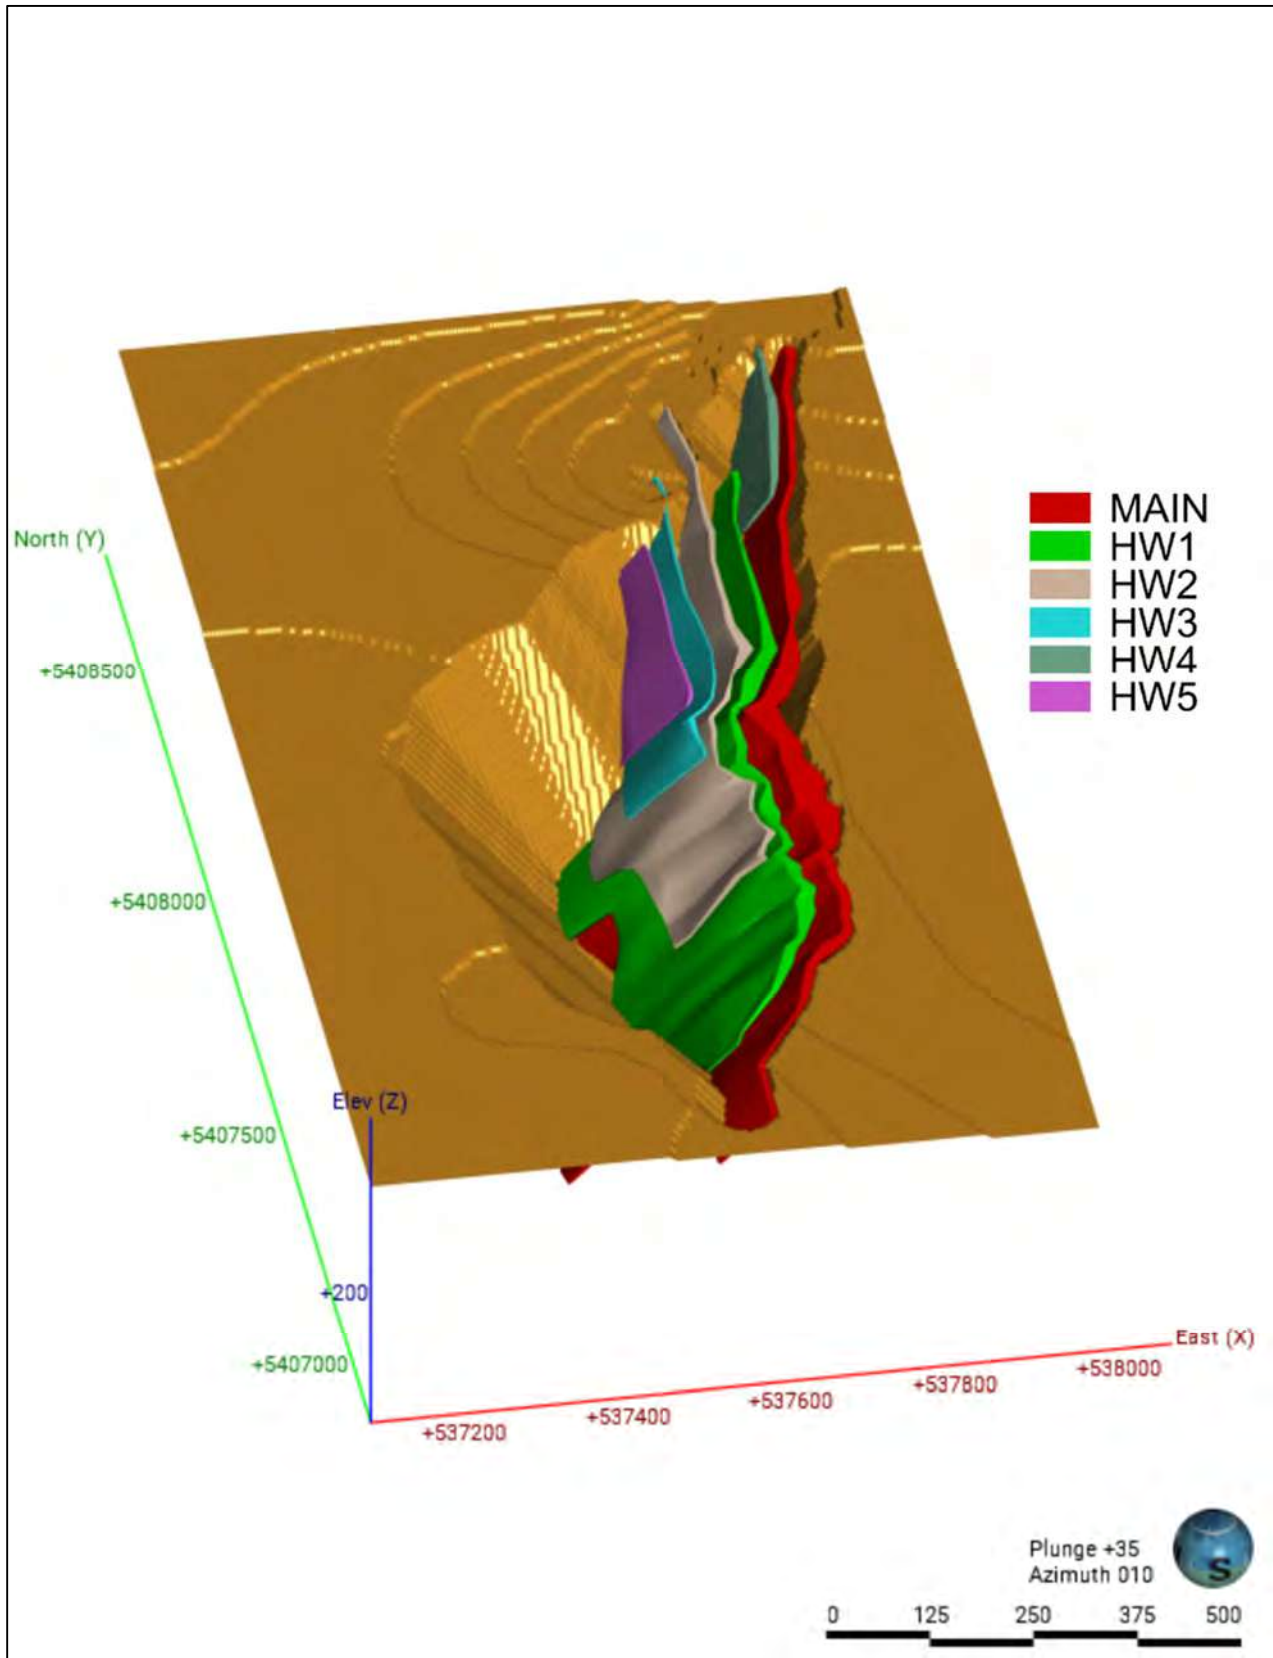 North (Y)
+5408500
+5408000
+5407500
+5407000
Elev (Z)
+200
East (X)
+537200
+537400
+537600
+537800
+538000
MAIN
HW1
HW2
HW3
HW4
HW5
Plunge +35
Azimuth 010
S
0 125 250 375 500